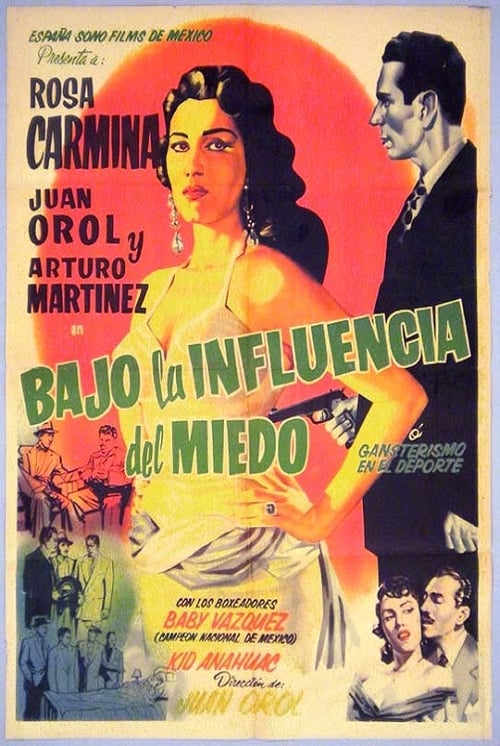 ESPAÑA SONO FILMS DE MEXICO
Presenta a:
ROSA
CARMINA
JUAN
OROL y
ARTURO
MARTINEZ
en
BAJO la INFLUENCIA
del MIEDO
ó
GANSTERISMO
EN EL DEPORTE
CON LOS BOXEADORES
BABY VAZQUEZ
(CAMPEON NACIONAL DE MEXICO)
KID ANAHUAC
Dirección de:
JUAN OROL